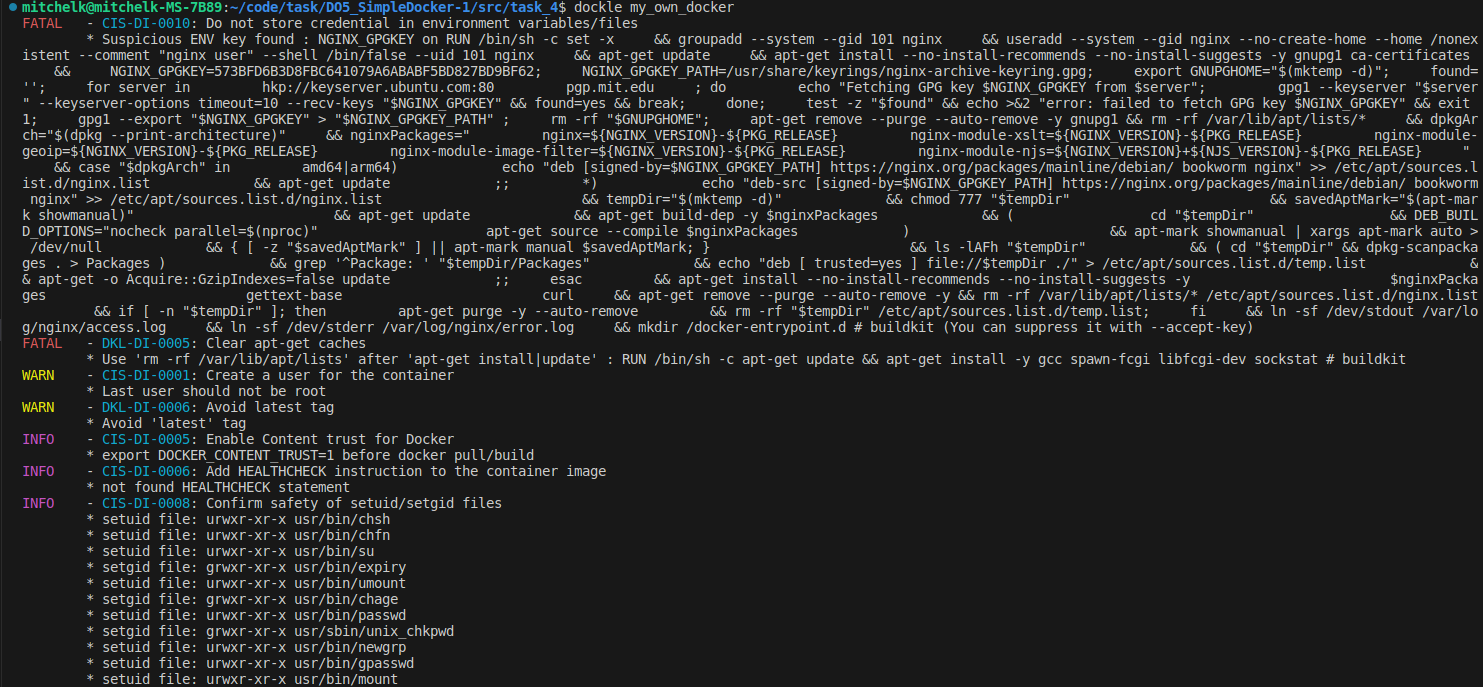 mitchelk@mitchelk-MS-7B89:~/code/task/DO5_SimpleDocker-1/src/task_4$ dockle my_own_docker
FATAL   - CIS-DI-0010: Do not store credential in environment variables/files
        * Suspicious ENV key found : NGINX_GPGKEY on RUN /bin/sh -c set -x     && groupadd --system --gid 101 nginx     && useradd --system --gid nginx --no-create-home --home /nonex
istent --comment "nginx user" --shell /bin/false --uid 101 nginx     && apt-get update     && apt-get install --no-install-recommends --no-install-suggests -y gnupg1 ca-certificates
    &&     NGINX_GPGKEY=573BFD6B3D8FBC641079A6ABABF5BD827BD9BF62;     NGINX_GPGKEY_PATH=/usr/share/keyrings/nginx-archive-keyring.gpg;     export GNUPGHOME="$(mktemp -d)";     found=
'';     for server in         hkp://keyserver.ubuntu.com:80         pgp.mit.edu     ; do         echo "Fetching GPG key $NGINX_GPGKEY from $server";         gpg1 --keyserver "$server
" --keyserver-options timeout=10 --recv-keys "$NGINX_GPGKEY" && found=yes && break;     done;     test -z "$found" && echo >&2 "error: failed to fetch GPG key $NGINX_GPGKEY" && exit
1;     gpg1 --export "$NGINX_GPGKEY" > "$NGINX_GPGKEY_PATH" ;     rm -rf "$GNUPGHOME";     apt-get remove --purge --auto-remove -y gnupg1 && rm -rf /var/lib/apt/lists/*     && dpkgAr
ch="$(dpkg --print-architecture)"     && nginxPackages="         nginx=${NGINX_VERSION}-${PKG_RELEASE}         nginx-module-xslt=${NGINX_VERSION}-${PKG_RELEASE}         nginx-module-
geoip=${NGINX_VERSION}-${PKG_RELEASE}         nginx-module-image-filter=${NGINX_VERSION}-${PKG_RELEASE}         nginx-module-njs=${NGINX_VERSION}+${NJS_VERSION}-${PKG_RELEASE}     "
   && case "$dpkgArch" in         amd64|arm64)             echo "deb [signed-by=$NGINX_GPGKEY_PATH] https://nginx.org/packages/mainline/debian/ bookworm nginx" >> /etc/apt/sources.l
ist.d/nginx.list             && apt-get update             ;;         *)             echo "deb-src [signed-by=$NGINX_GPGKEY_PATH] https://nginx.org/packages/mainline/debian/ bookworm
 nginx" >> /etc/apt/sources.list.d/nginx.list                         && tempDir="$(mktemp -d)"             && chmod 777 "$tempDir"                         && savedAptMark="$(apt-mar
k showmanual)"                         && apt-get update             && apt-get build-dep -y $nginxPackages             && (                 cd "$tempDir"                 && DEB_BUIL
D_OPTIONS="nocheck parallel=$(nproc)"                     apt-get source --compile $nginxPackages             )                         && apt-mark showmanual | xargs apt-mark auto >
 /dev/null             && { [ -z "$savedAptMark" ] || apt-mark manual $savedAptMark; }                         && ls -lAFh "$tempDir"             && ( cd "$tempDir" && dpkg-scanpacka
ges . > Packages )             && grep '^Package: ' "$tempDir/Packages"             && echo "deb [ trusted=yes ] file://$tempDir ./" > /etc/apt/sources.list.d/temp.list             &
& apt-get -o Acquire::GzipIndexes=false update             ;;     esac         && apt-get install --no-install-recommends --no-install-suggests -y                         $nginxPacka
ges                         gettext-base                         curl     && apt-get remove --purge --auto-remove -y && rm -rf /var/lib/apt/lists/* /etc/apt/sources.list.d/nginx.list
         && if [ -n "$tempDir" ]; then         apt-get purge -y --auto-remove         && rm -rf "$tempDir" /etc/apt/sources.list.d/temp.list;     fi     && ln -sf /dev/stdout /var/lo
g/nginx/access.log     && ln -sf /dev/stderr /var/log/nginx/error.log     && mkdir /docker-entrypoint.d # buildkit (You can suppress it with --accept-key)
FATAL   - DKL-DI-0005: Clear apt-get caches
        * Use 'rm -rf /var/lib/apt/lists' after 'apt-get install|update' : RUN /bin/sh -c apt-get update && apt-get install -y gcc spawn-fcgi libfcgi-dev sockstat # buildkit
WARN    - CIS-DI-0001: Create a user for the container
        * Last user should not be root
WARN    - DKL-DI-0006: Avoid latest tag
        * Avoid 'latest' tag
INFO    - CIS-DI-0005: Enable Content trust for Docker
        * export DOCKER_CONTENT_TRUST=1 before docker pull/build
INFO    - CIS-DI-0006: Add HEALTHCHECK instruction to the container image
        * not found HEALTHCHECK statement
INFO    - CIS-DI-0008: Confirm safety of setuid/setgid files
        * setuid file: urwxr-xr-x usr/bin/chsh
        * setuid file: urwxr-xr-x usr/bin/chfn
        * setuid file: urwxr-xr-x usr/bin/su
        * setgid file: grwxr-xr-x usr/bin/expiry
        * setuid file: urwxr-xr-x usr/bin/umount
        * setgid file: grwxr-xr-x usr/bin/chage
        * setuid file: urwxr-xr-x usr/bin/passwd
        * setgid file: grwxr-xr-x usr/sbin/unix_chkpwd
        * setuid file: urwxr-xr-x usr/bin/newgrp
        * setuid file: urwxr-xr-x usr/bin/gpasswd
        * setuid file: urwxr-xr-x usr/bin/mount